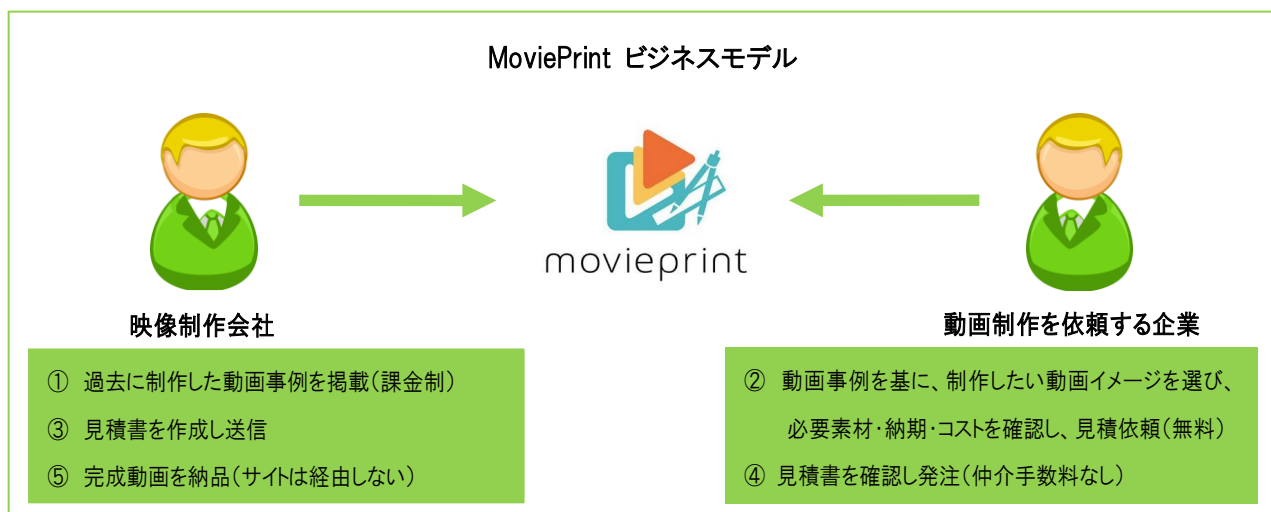 MoviePrint ビジネスモデル
movieprint
映像制作会社
① 過去に制作した動画事例を掲載(課金制)
③ 見積書を作成し送信
⑤ 完成動画を納品(サイトは経由しない)
動画制作を依頼する企業
② 動画事例を基に、制作したい動画イメージを選び、
必要素材・納期・コストを確認し、見積依頼(無料)
④ 見積書を確認し発注(仲介手数料なし)